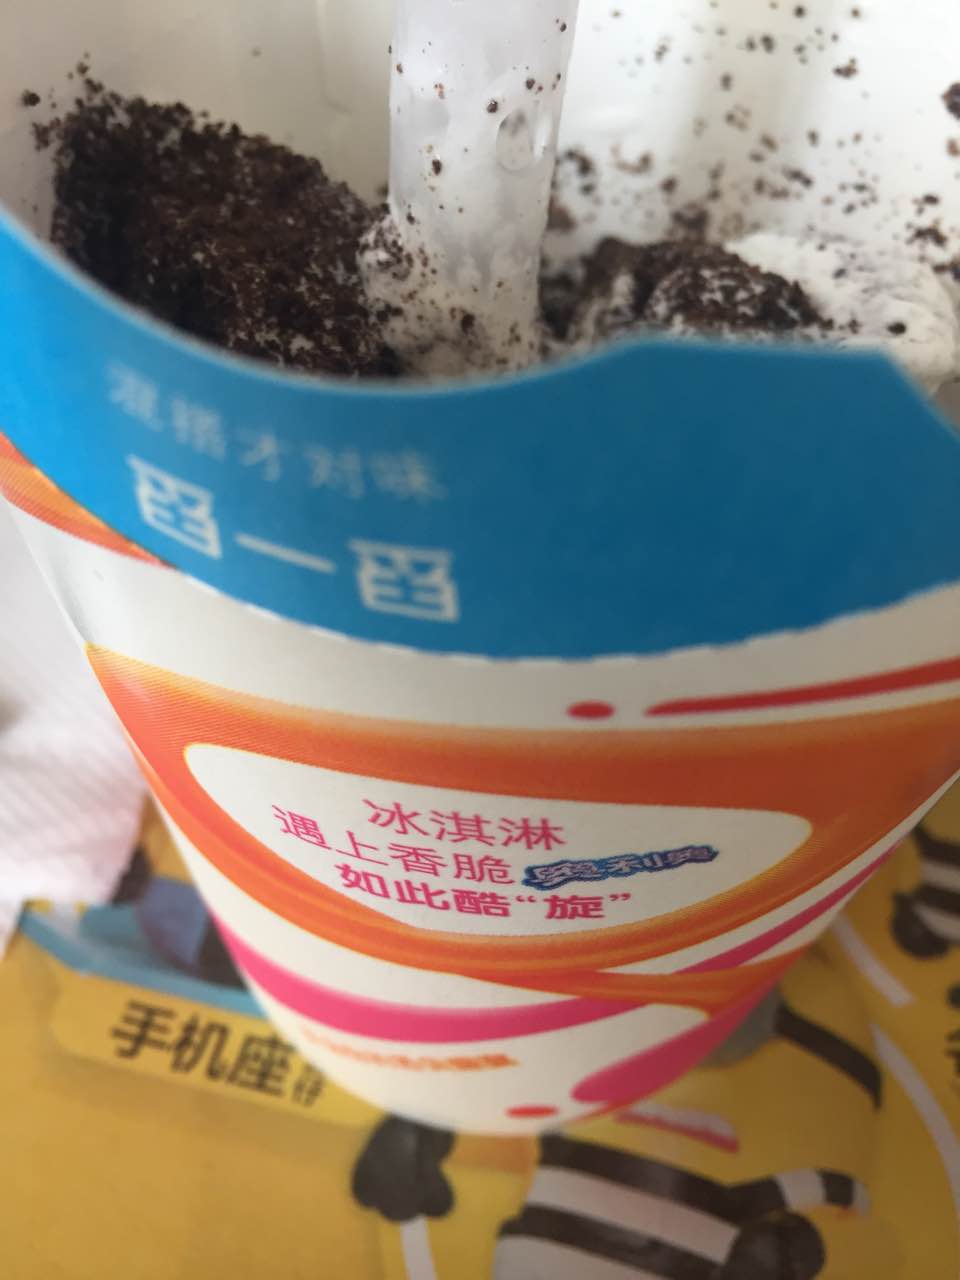 混搭才对味
冰淇淋
遇上香脆奥利奥
如此酷“旋”
手机座